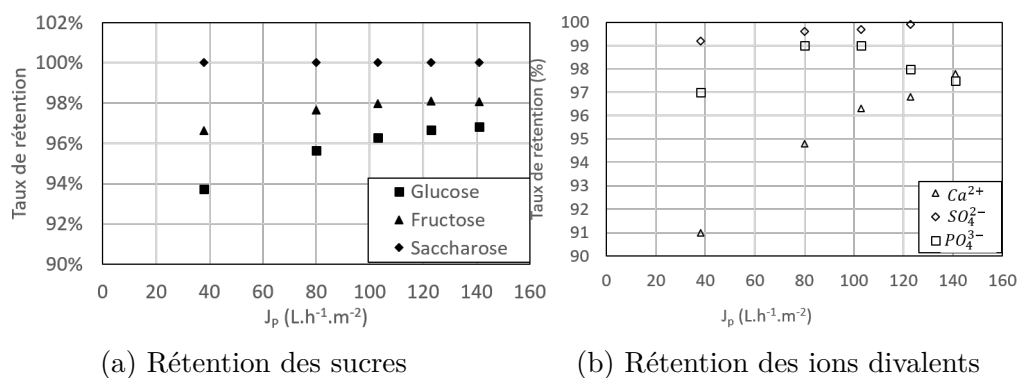 102%
100%
98%
96%
94%
92%
90%
Taux de rétention
0 20 40 60 80 100 120 140 160
J_p (L.h⁻¹.m⁻²)
Glucose
Fructose
Saccharose
(a) Rétention des sucres
100
99
98
97
96
95
94
93
92
91
90
Taux de rétention (%)
0 20 40 60 80 100 120 140 160
J_p (L.h⁻¹.m⁻²)
Ca²⁺
SO₄²⁻
PO₄³⁻
(b) Rétention des ions divalents